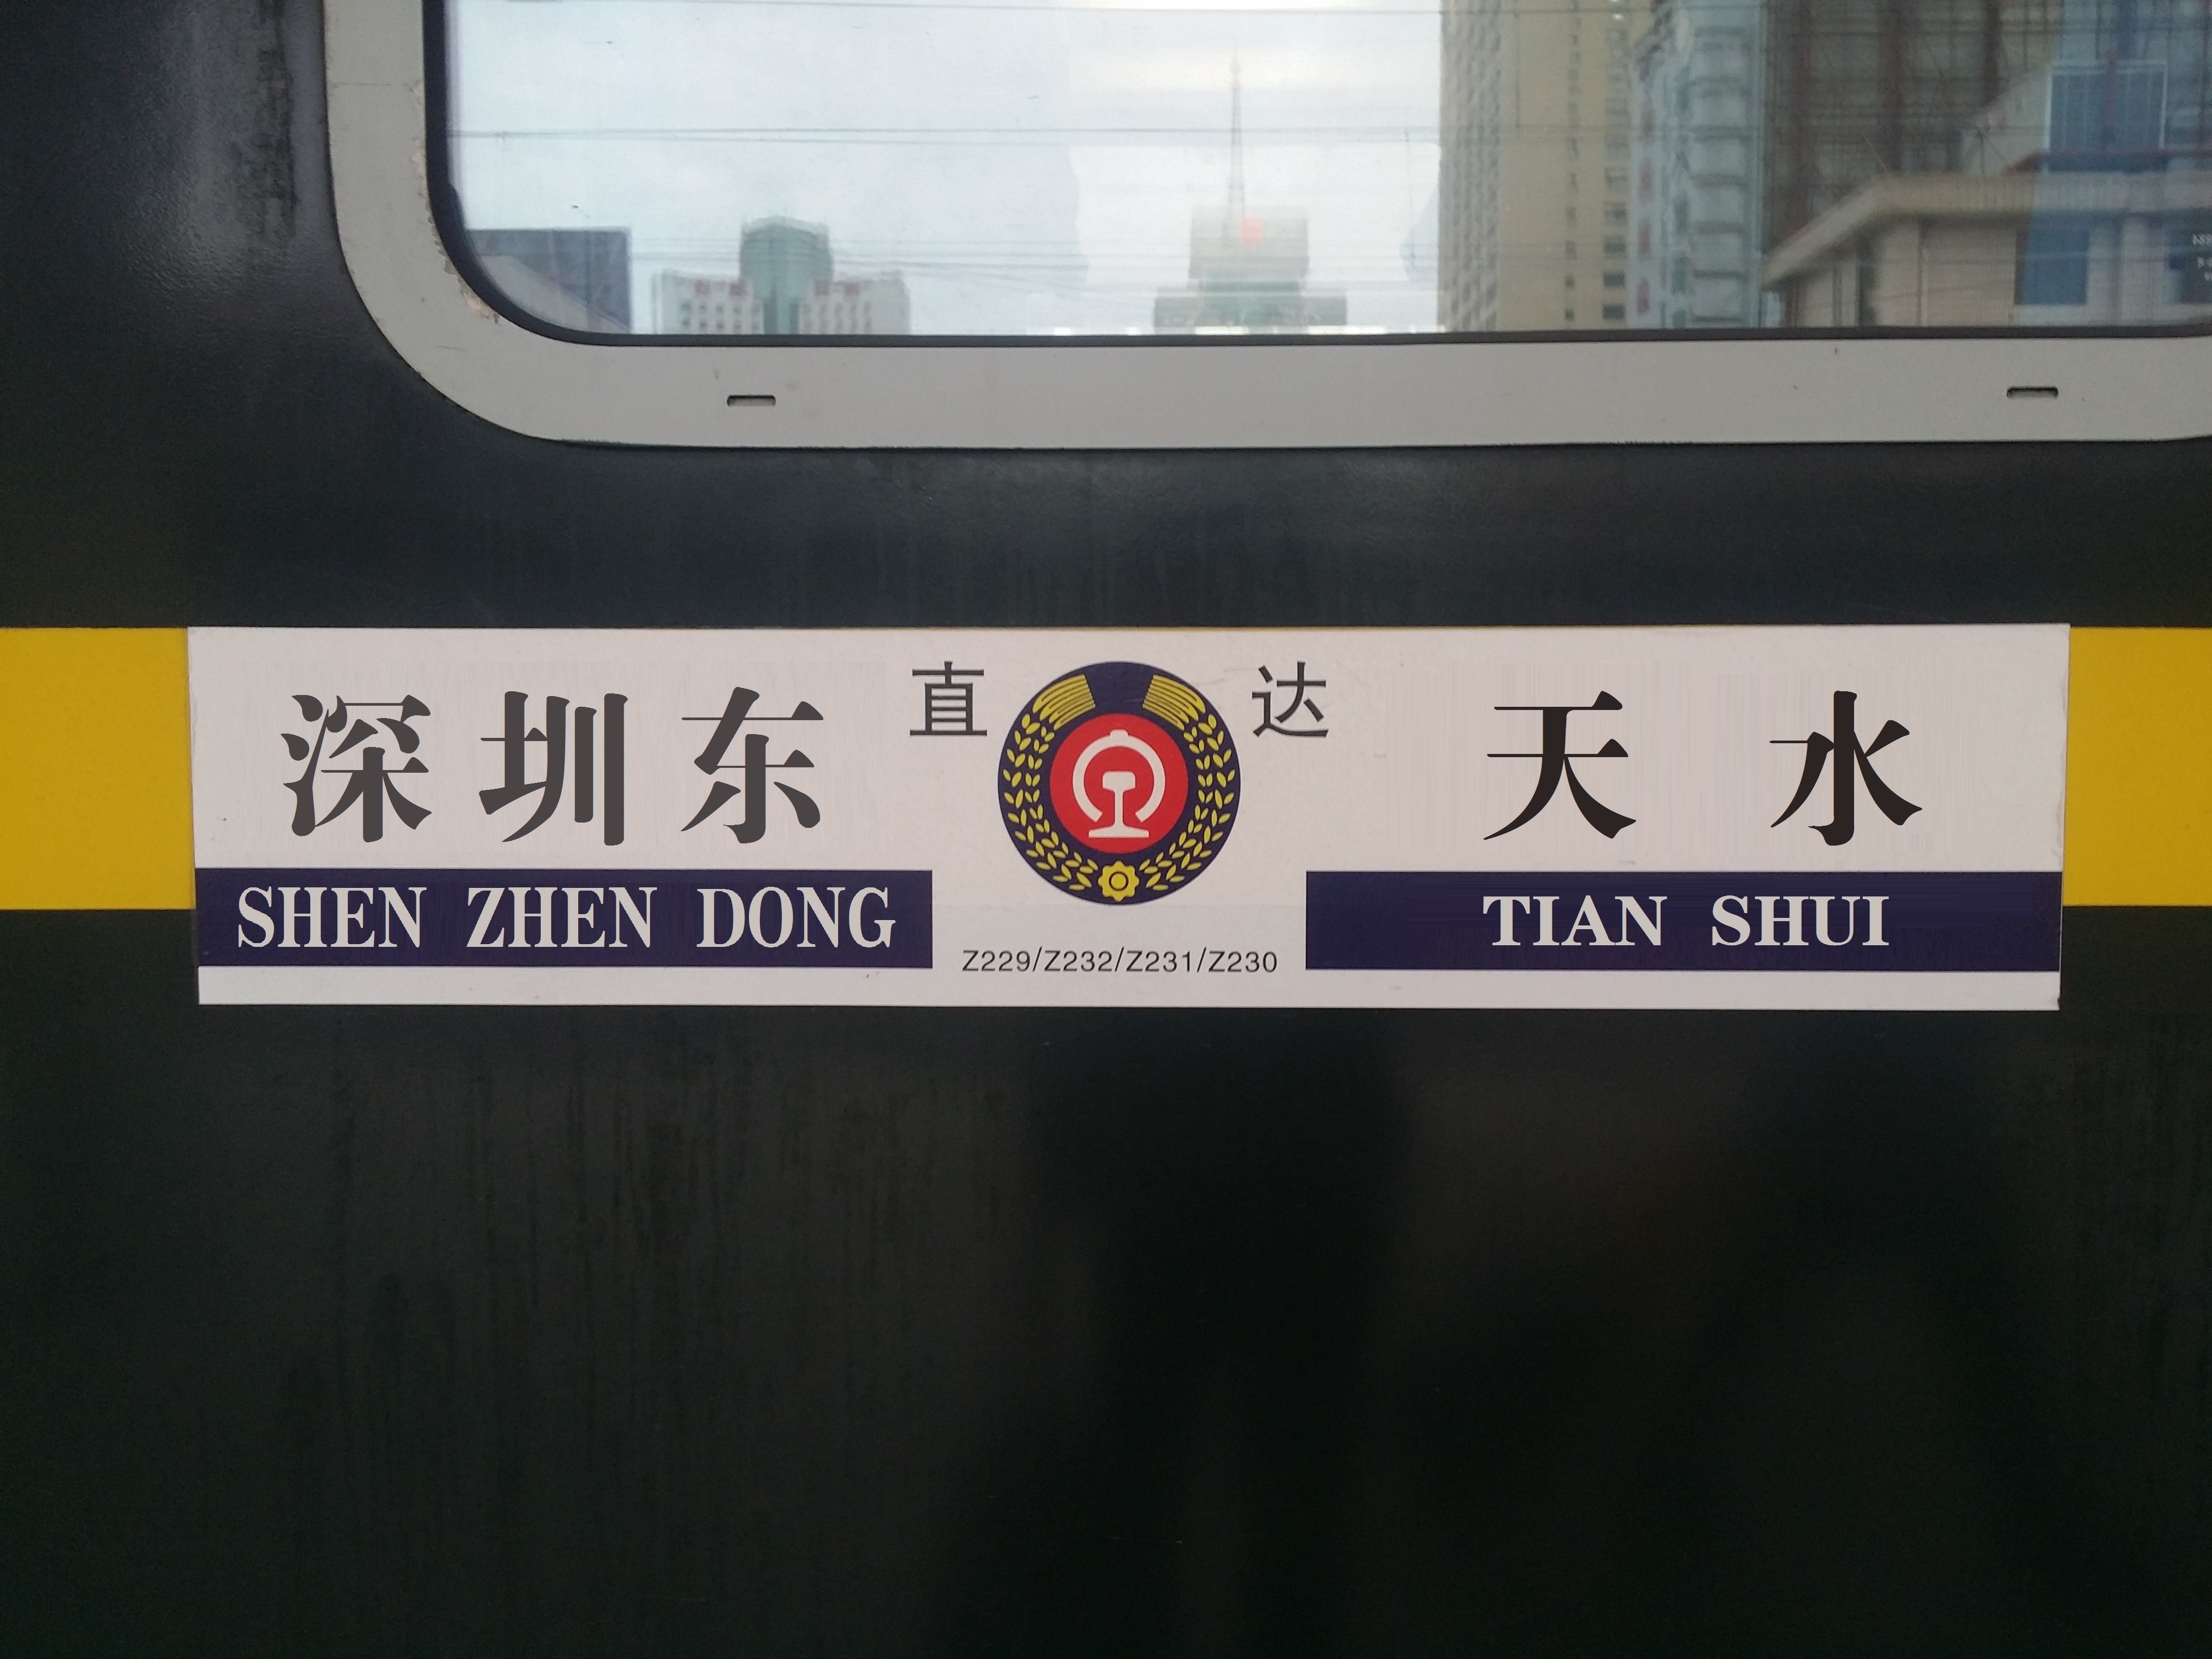 深圳东 直达 天水
SHEN ZHEN DONG TIAN SHUI
Z229/Z232/Z231/Z230